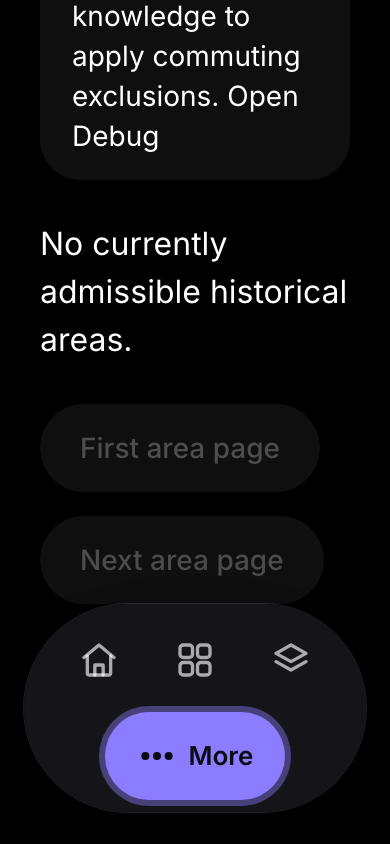 knowledge to
apply commuting
exclusions. Open
Debug
No currently
admissible historical
areas.
First area page
Next area page
More